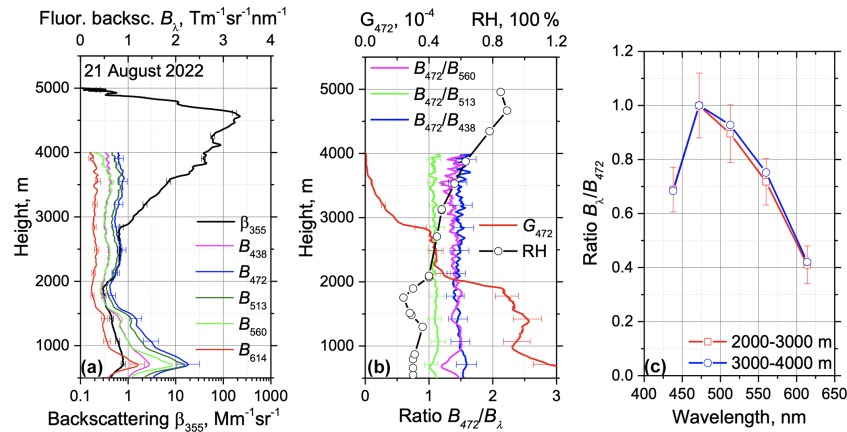 Fluor. backsc. Bλ, Tm⁻¹sr⁻¹nm⁻¹
0 1 2 3 4
21 August 2022
5000
4000
3000
2000
1000
Height, m
β355
B438
B472
B513
B560
B614
(a)
0.1 1 10 100 1000
Backscattering β355, Mm⁻¹sr⁻¹
G472, 10⁻⁴ RH, 100 %
0.0 0.4 0.8 1.2
B472/B560
B472/B513
B472/B438
5000
4000
3000
2000
1000
Height, m
G472
RH
(b)
0 1 2 3
Ratio B472/Bλ
1.2
1.0
0.8
0.6
0.4
0.2
0.0
Ratio Bλ/B472
2000-3000 m
3000-4000 m
(c)
400 450 500 550 600 650
Wavelength, nm